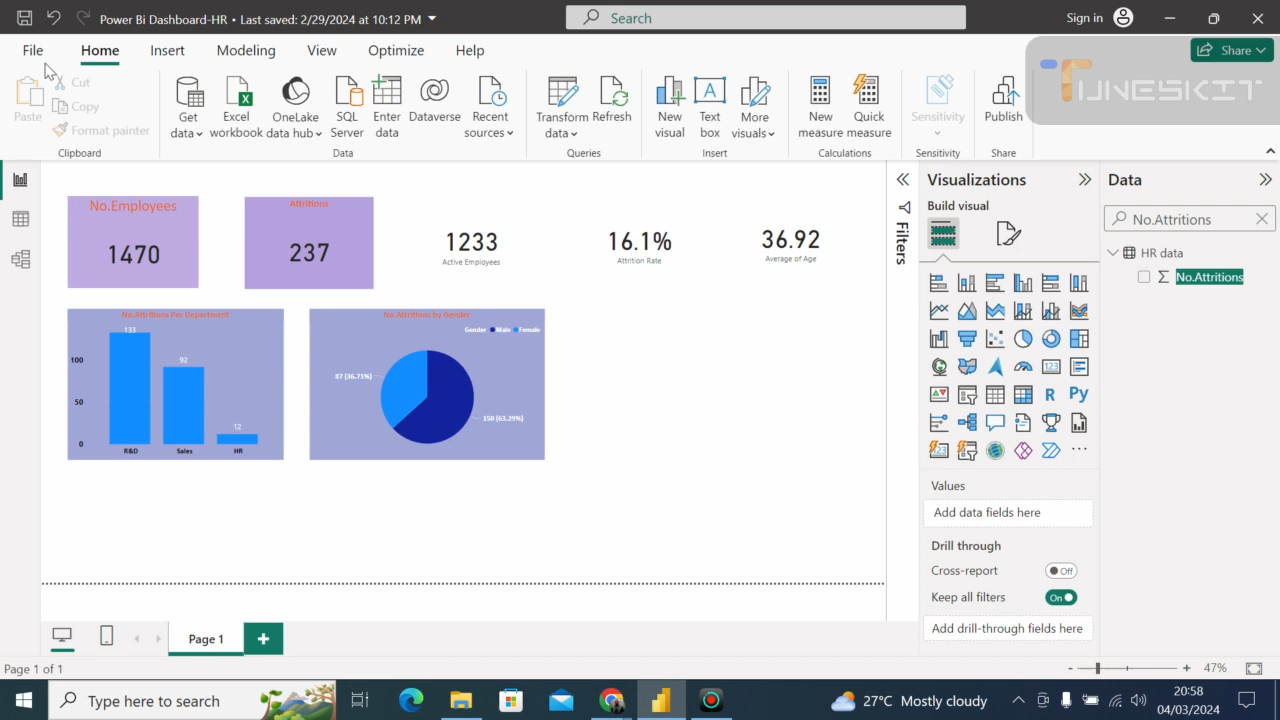 Power Bi Dashboard-HR • Last saved: 2/29/2024 at 10:12 PM
Search
Sign in
File
Home
Insert
Modeling
View
Optimize
Help
Share
TUNESKIT
Paste
Cut
Copy
Format painter
Get data
Excel workbook
OneLake data hub
SQL Server
Enter data
Dataverse
Recent sources
Transform data
Refresh
New visual
Text box
More visuals
New measure
Quick measure
Sensitivity
Publish
Clipboard
Data
Queries
Insert
Calculations
Sensitivity
Share
No.Employees
1470
Attritions
237
1233
Active Employees
16.1%
Attrition Rate
36.92
Average of Age
No.Attritions Per Department
133
92
12
100
50
0
R&D
Sales
HR
No.Attritions by Gender
Gender Male Female
87 (36.71%)
150 (63.29%)
Filters
Visualizations
Build visual
123
R
Py
123
Values
Add data fields here
Drill through
Cross-report
Off
Keep all filters
On
Add drill-through fields here
Data
No.Attritions
HR data
Σ No.Attritions
Page 1
Page 1 of 1
47%
Type here to search
27°C Mostly cloudy
20:58
04/03/2024